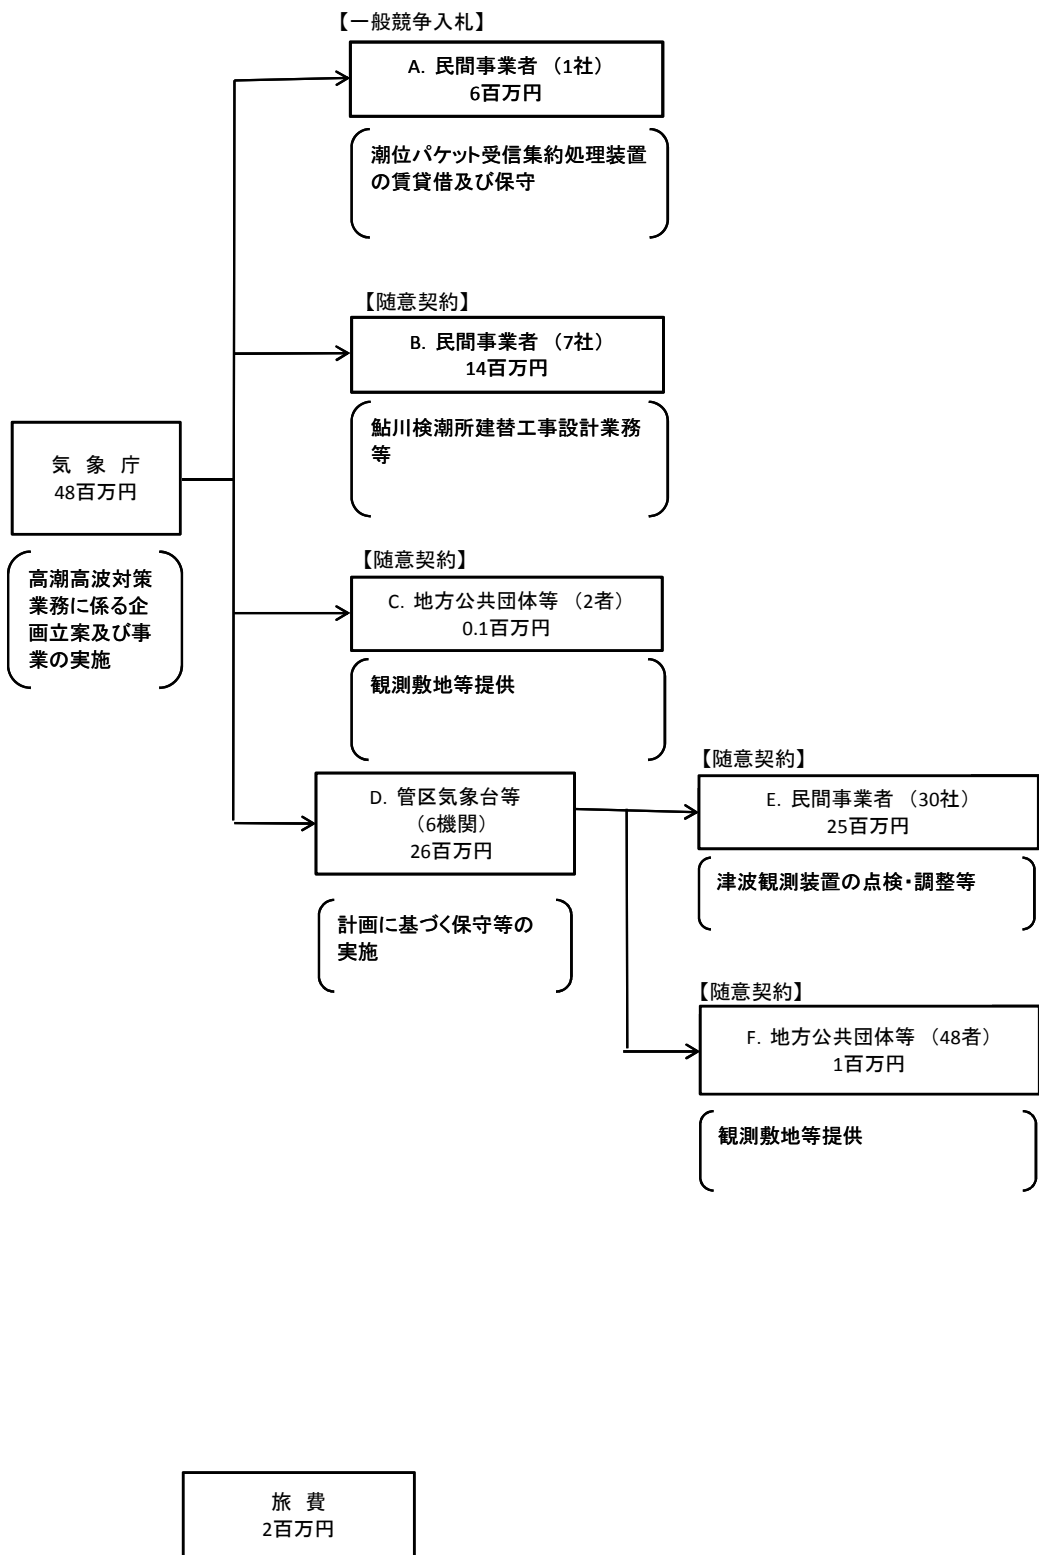 【一般競争入札】
A. 民間事業者 （1社）
6百万円
潮位パケット受信集約処理装置
の賃貸借及び保守
【随意契約】
B. 民間事業者 （7社）
14百万円
鮎川検潮所建替工事設計業務
等
気 象 庁
48百万円
高潮高波対策
業務に係る企
画立案及び事
業の実施
【随意契約】
C. 地方公共団体等 （2者）
0.1百万円
観測敷地等提供
D. 管区気象台等
（6機関）
26百万円
計画に基づく保守等の
実施
【随意契約】
E. 民間事業者 （30社）
25百万円
津波観測装置の点検・調整等
【随意契約】
F. 地方公共団体等 （48者）
1百万円
観測敷地等提供
旅 費
2百万円